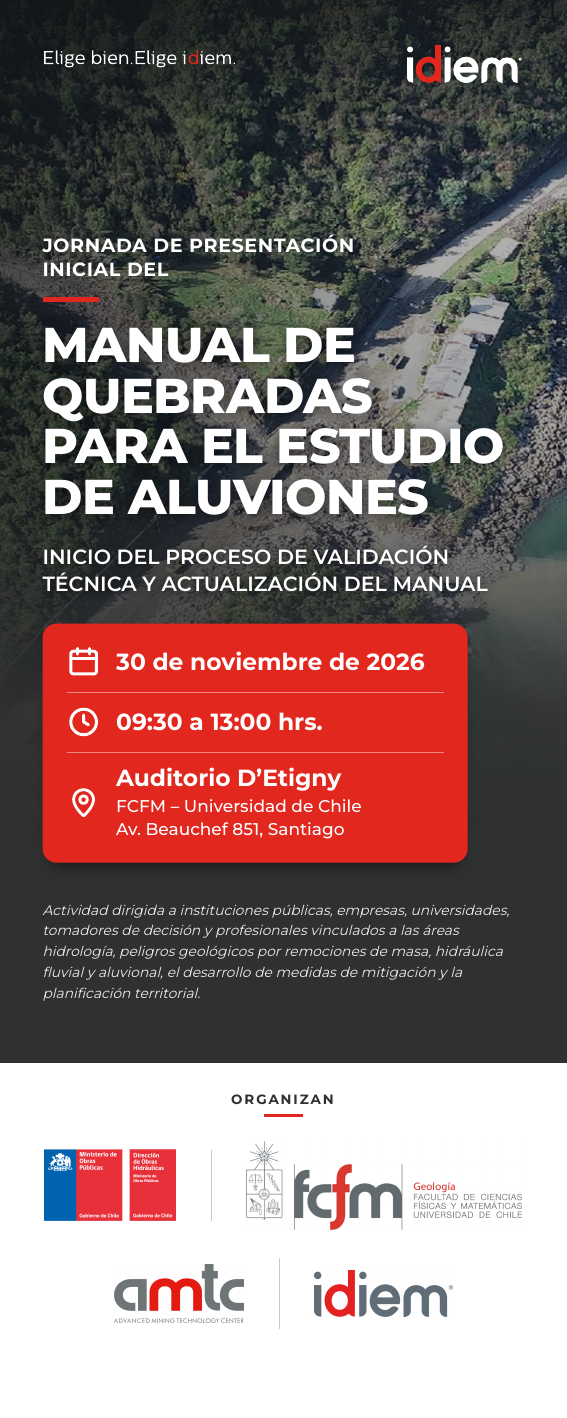 Elige bien.Elige idiem.
idiem
JORNADA DE PRESENTACIÓN
INICIAL DEL
MANUAL DE
QUEBRADAS
PARA EL ESTUDIO
DE ALUVIONES
INICIO DEL PROCESO DE VALIDACIÓN
TÉCNICA Y ACTUALIZACIÓN DEL MANUAL
30 de noviembre de 2026
09:30 a 13:00 hrs.
Auditorio D’Etigny
FCFM – Universidad de Chile
Av. Beauchef 851, Santiago
Actividad dirigida a instituciones públicas, empresas, universidades,
tomadores de decisión y profesionales vinculados a las áreas
hidrología, peligros geológicos por remociones de masa, hidráulica
fluvial y aluvional, el desarrollo de medidas de mitigación y la
planificación territorial.
ORGANIZAN
Ministerio de
Obras
Públicas
Gobierno de Chile
Dirección
de Obras
Hidráulicas
Ministerio de
Obras Públicas
Gobierno de Chile
fcfm
Geología
FACULTAD DE CIENCIAS
FÍSICAS Y MATEMÁTICAS
UNIVERSIDAD DE CHILE
amtc
ADVANCED MINING TECHNOLOGY CENTER
idiem®